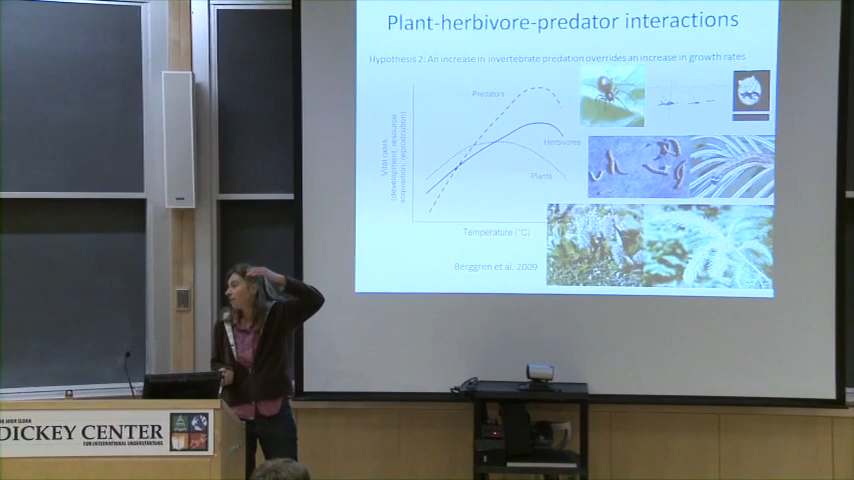 Plant-herbivore-predator interactions
Hypothesis 2: An increase in invertebrate predation overrides an increase in growth rates
Predators
Herbivores
Plants
Vital rates
(development, resource
acquisition, reproduction)
Temperature (°C)
Berggren et al. 2009
DICKEY CENTER
FOR INTERNATIONAL UNDERSTANDING